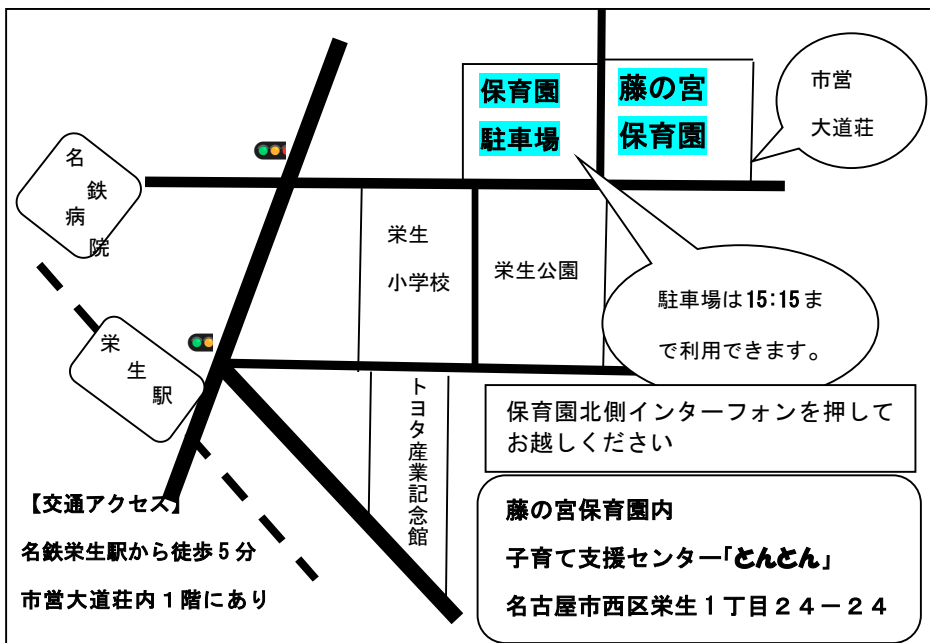 保育園
駐車場
藤の宮
保育園
市営
大道荘
名鉄病院
栄生
小学校
栄生公園
駐車場は15:15ま
で利用できます。
栄生駅
トヨタ産業記念館
保育園北側インターフォンを押して
お越しください
【交通アクセス】
名鉄栄生駅から徒歩5分
市営大道荘内1階にあり
藤の宮保育園内
子育て支援センター「とんとん」
名古屋市西区栄生1丁目24－24